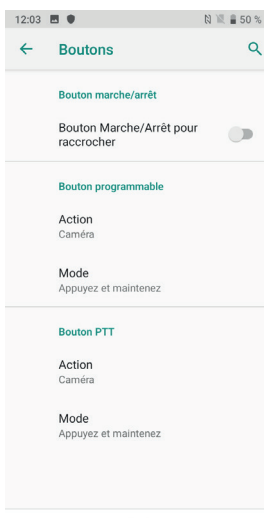 12:03
50 %
Boutons
Bouton marche/arrêt
Bouton Marche/Arrêt pour
raccrocher
Bouton programmable
Action
Caméra
Mode
Appuyez et maintenez
Bouton PTT
Action
Caméra
Mode
Appuyez et maintenez